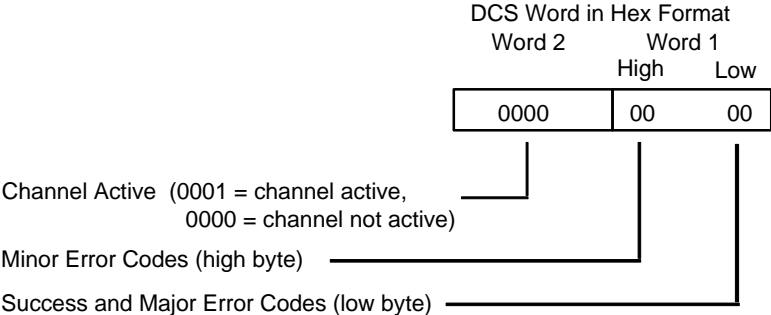 DCS Word in Hex Format
Word 2 Word 1
High Low
0000 00 00
Channel Active (0001 = channel active,
0000 = channel not active)
Minor Error Codes (high byte)
Success and Major Error Codes (low byte)